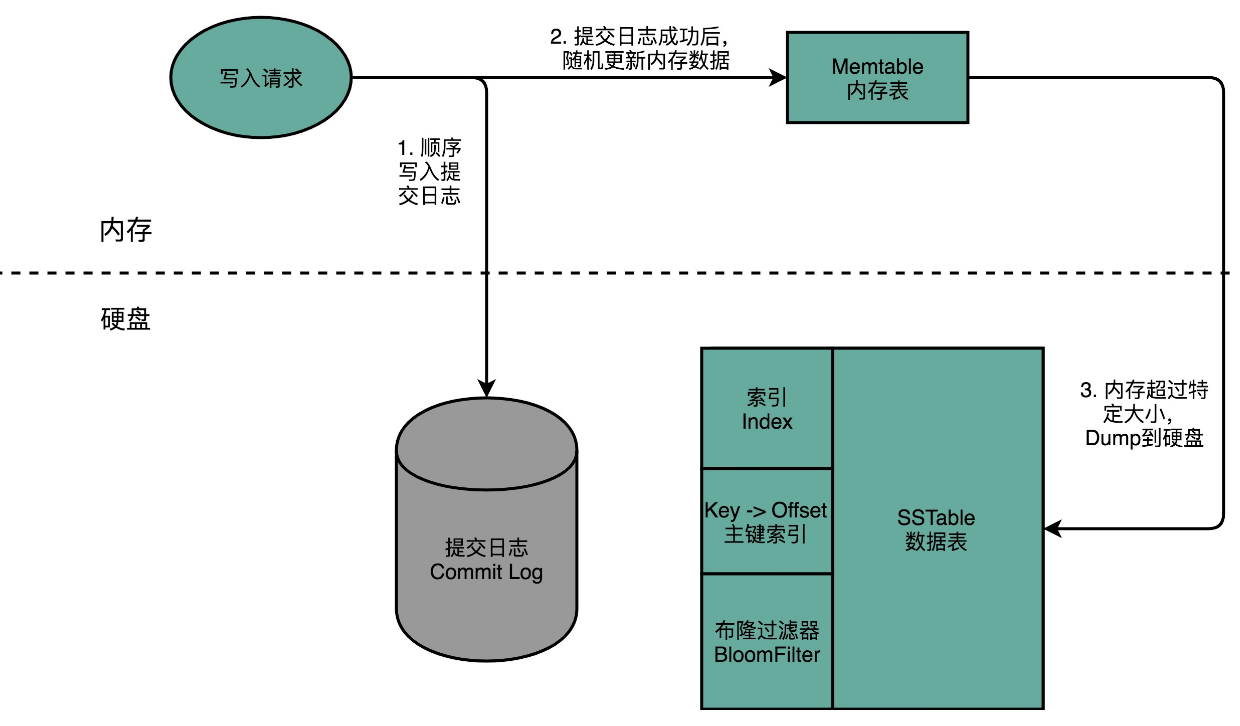 写入请求
2. 提交日志成功后，
随机更新内存数据
Memtable
内存表
1. 顺序
写入提
交日志
内存
硬盘
索引
Index
Key -> Offset
主键索引
布隆过滤器
BloomFilter
SSTable
数据表
3. 内存超过特
定大小，
Dump到硬盘
提交日志
Commit Log